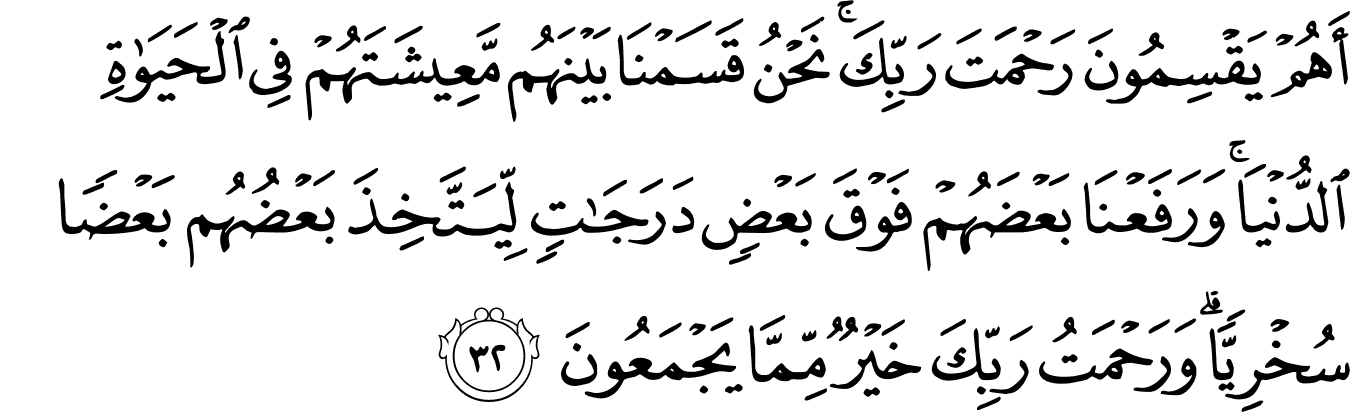 أَهُمْ يَقْسِمُونَ رَحْمَتَ رَبِّكَ ۚ نَحْنُ قَسَمْنَا بَيْنَهُم مَّعِيشَتَهُمْ فِى ٱلْحَيَوٰةِ
ٱلدُّنْيَا ۚ وَرَفَعْنَا بَعْضَهُمْ فَوْقَ بَعْضٍ دَرَجَـٰتٍ لِّيَتَّخِذَ بَعْضُهُم بَعْضًا
سُخْرِيًّا ۗ وَرَحْمَتُ رَبِّكَ خَيْرٌ مِّمَّا يَجْمَعُونَ ٣٢